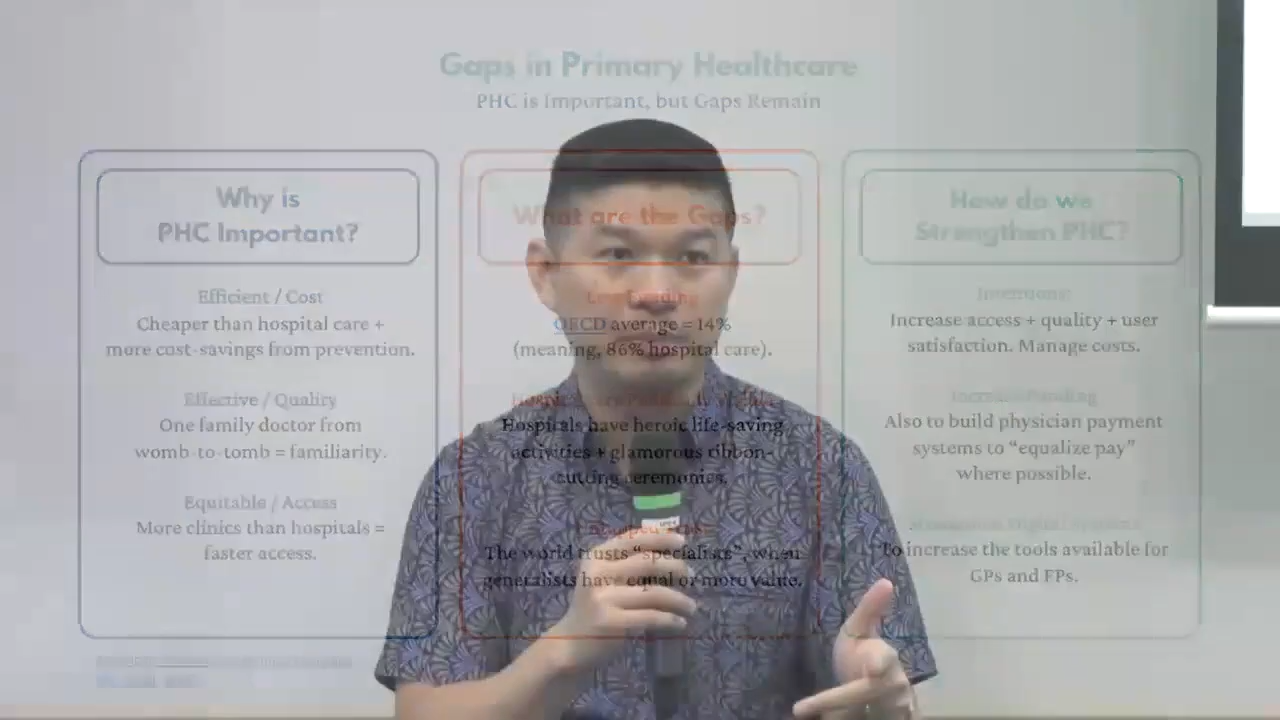 Gaps in Primary Healthcare
PHC is Important, but Gaps Remain
Why is
PHC Important?
Efficient / Cost
Cheaper than hospital care +
more cost-savings from prevention.
Effective / Quality
One family doctor from
womb-to-tomb = familiarity.
Equitable / Access
More clinics than hospitals =
faster access.
What are the Gaps?
Low Funding
OECD average = 14%
(meaning, 86% hospital care).
Hospitals have heroic life-saving
activities + glamorous ribbon-
cutting ceremonies.
The world trusts "specialists", when
generalists have equal or more value.
How do we
Strengthen PHC?
Increase access + quality + user
satisfaction. Manage costs.
Increase Funding
Also to build physician payment
systems to "equalize pay"
where possible.
To increase the tools available for
GPs and FPs.